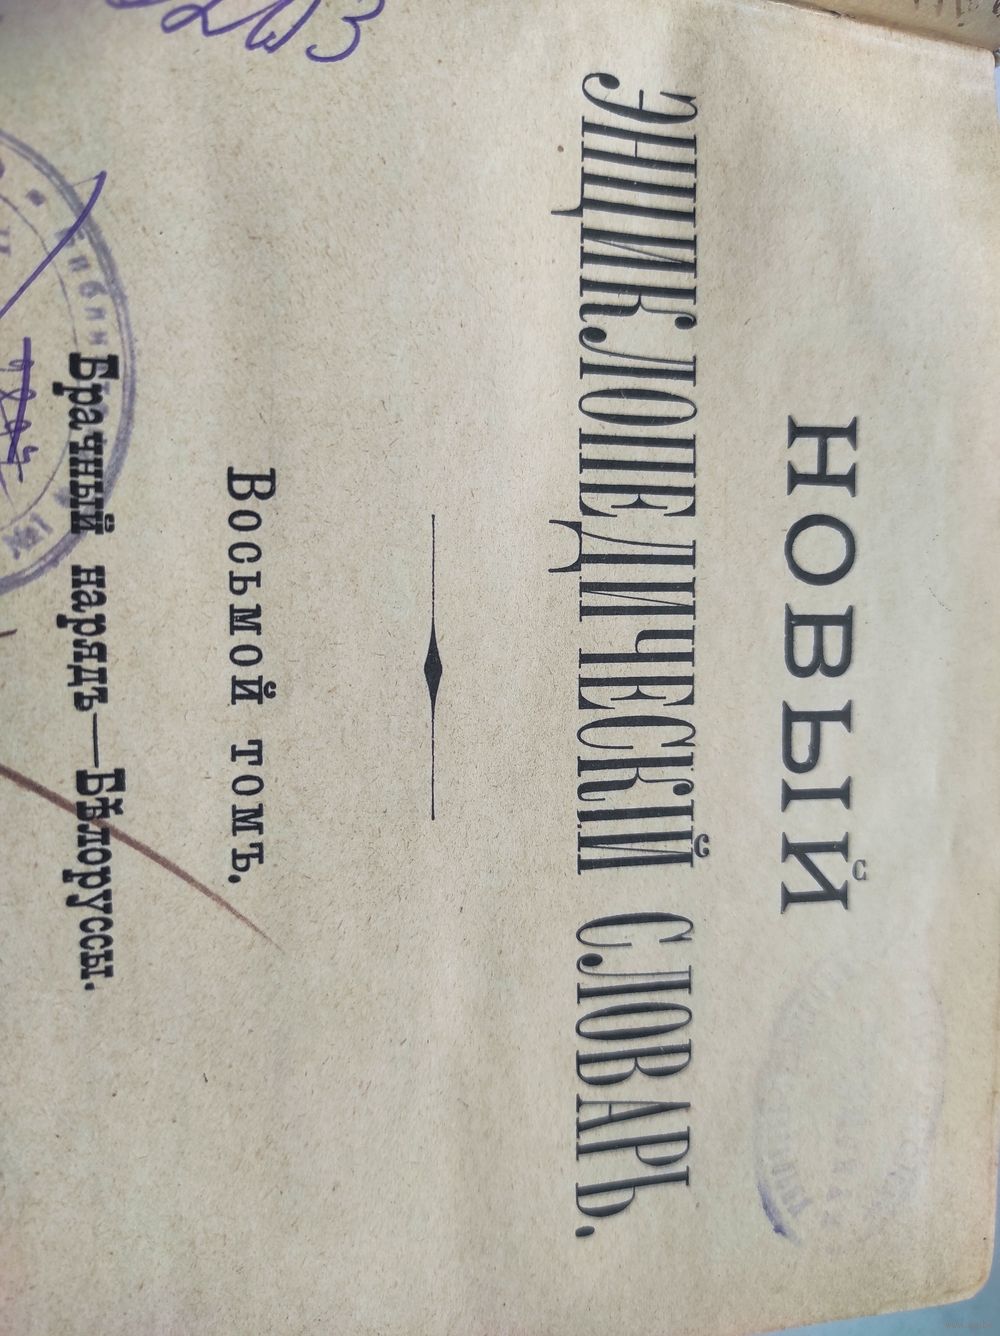 НОВЫЙ
ЭНЦИКЛОПЕДИЧЕСКІЙ СЛОВАРЬ.
Восьмой томъ.
Брачный нарядъ—Бѣлоруссы.